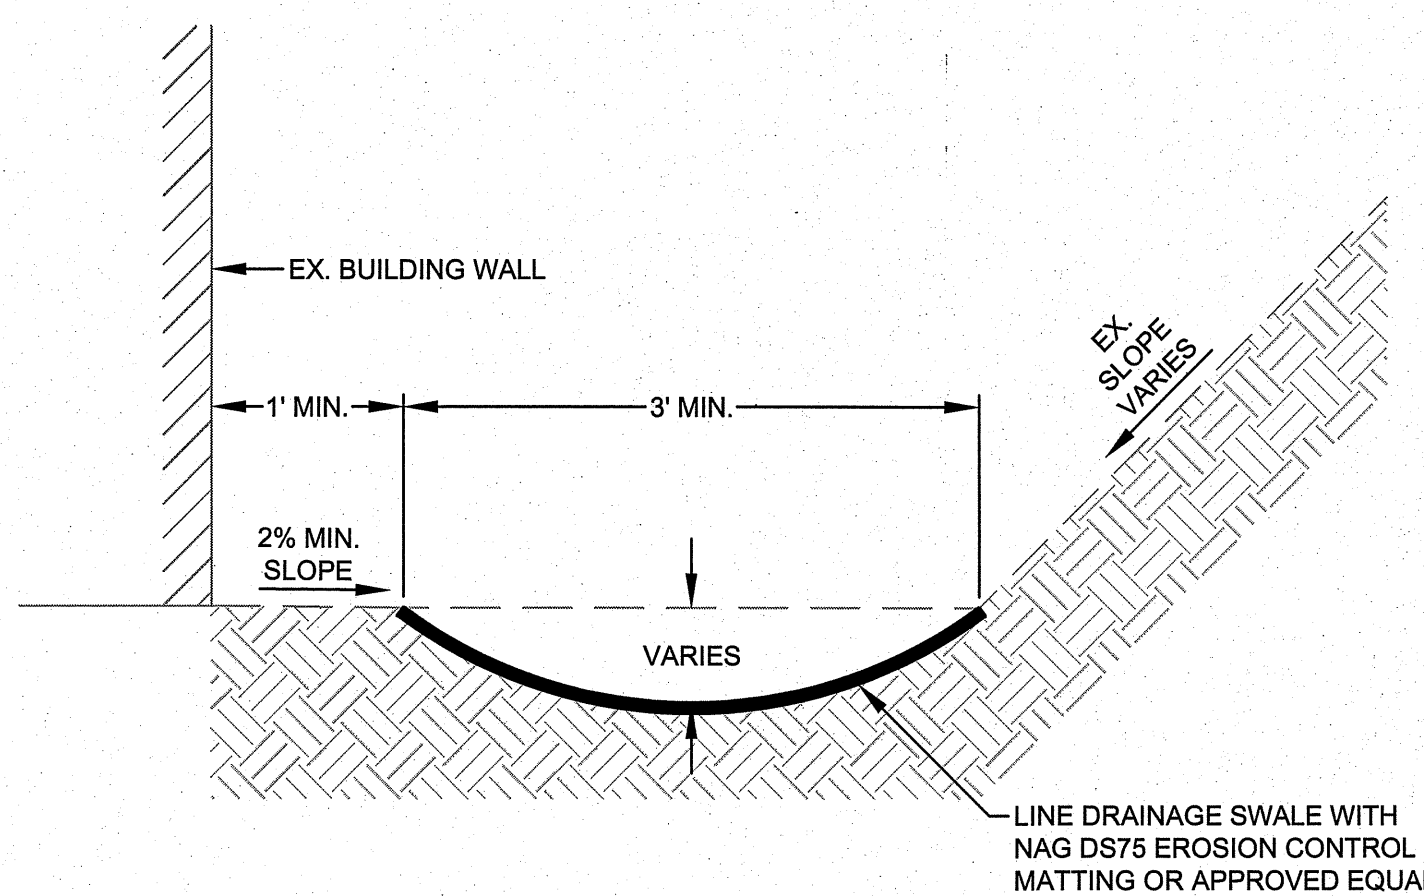 EX. BUILDING WALL
EX.
SLOPE
VARIES
1' MIN.
3' MIN.
2% MIN.
SLOPE
VARIES
LINE DRAINAGE SWALE WITH
NAG DS75 EROSION CONTROL
MATTING OR APPROVED EQUA